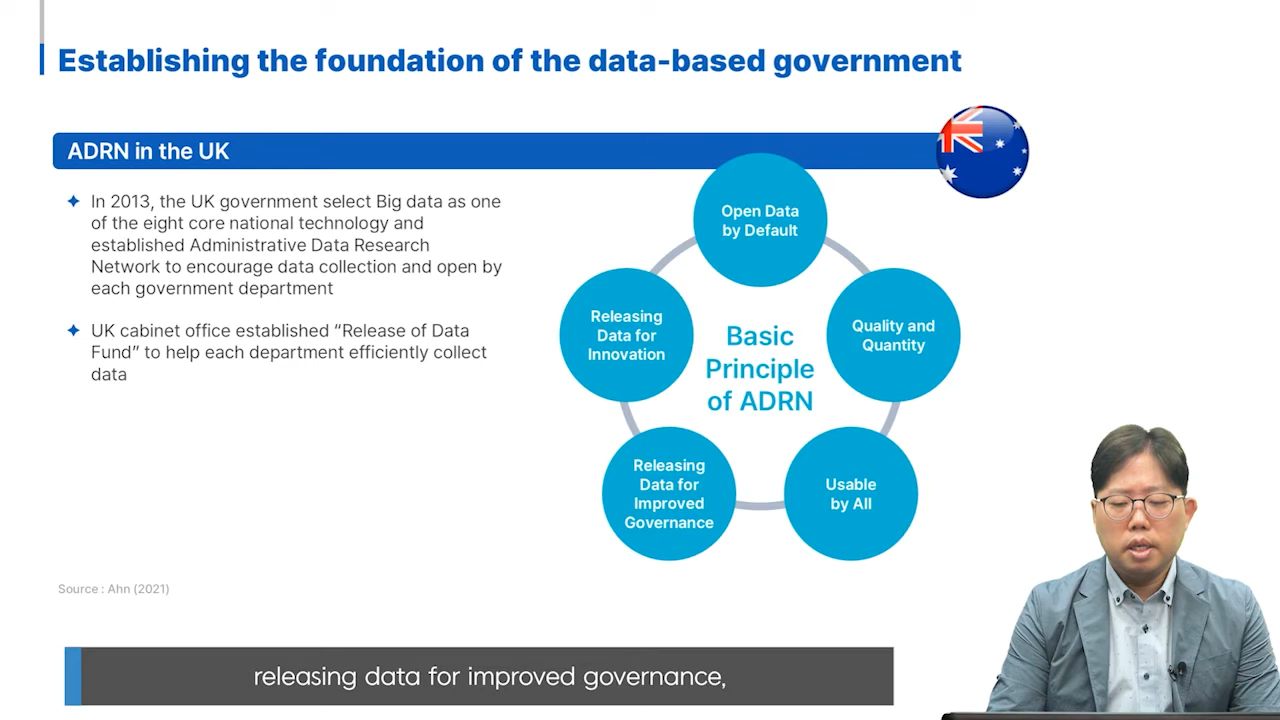 Establishing the foundation of the data-based government
ADRN in the UK
In 2013, the UK government select Big data as one
of the eight core national technology and
established Administrative Data Research
Network to encourage data collection and open by
each government department
UK cabinet office established “Release of Data
Fund” to help each department efficiently collect
data
Open Data
by Default
Quality and
Quantity
Usable
by All
Releasing
Data for
Improved
Governance
Releasing
Data for
Innovation
Basic
Principle
of ADRN
Source : Ahn (2021)
releasing data for improved governance,